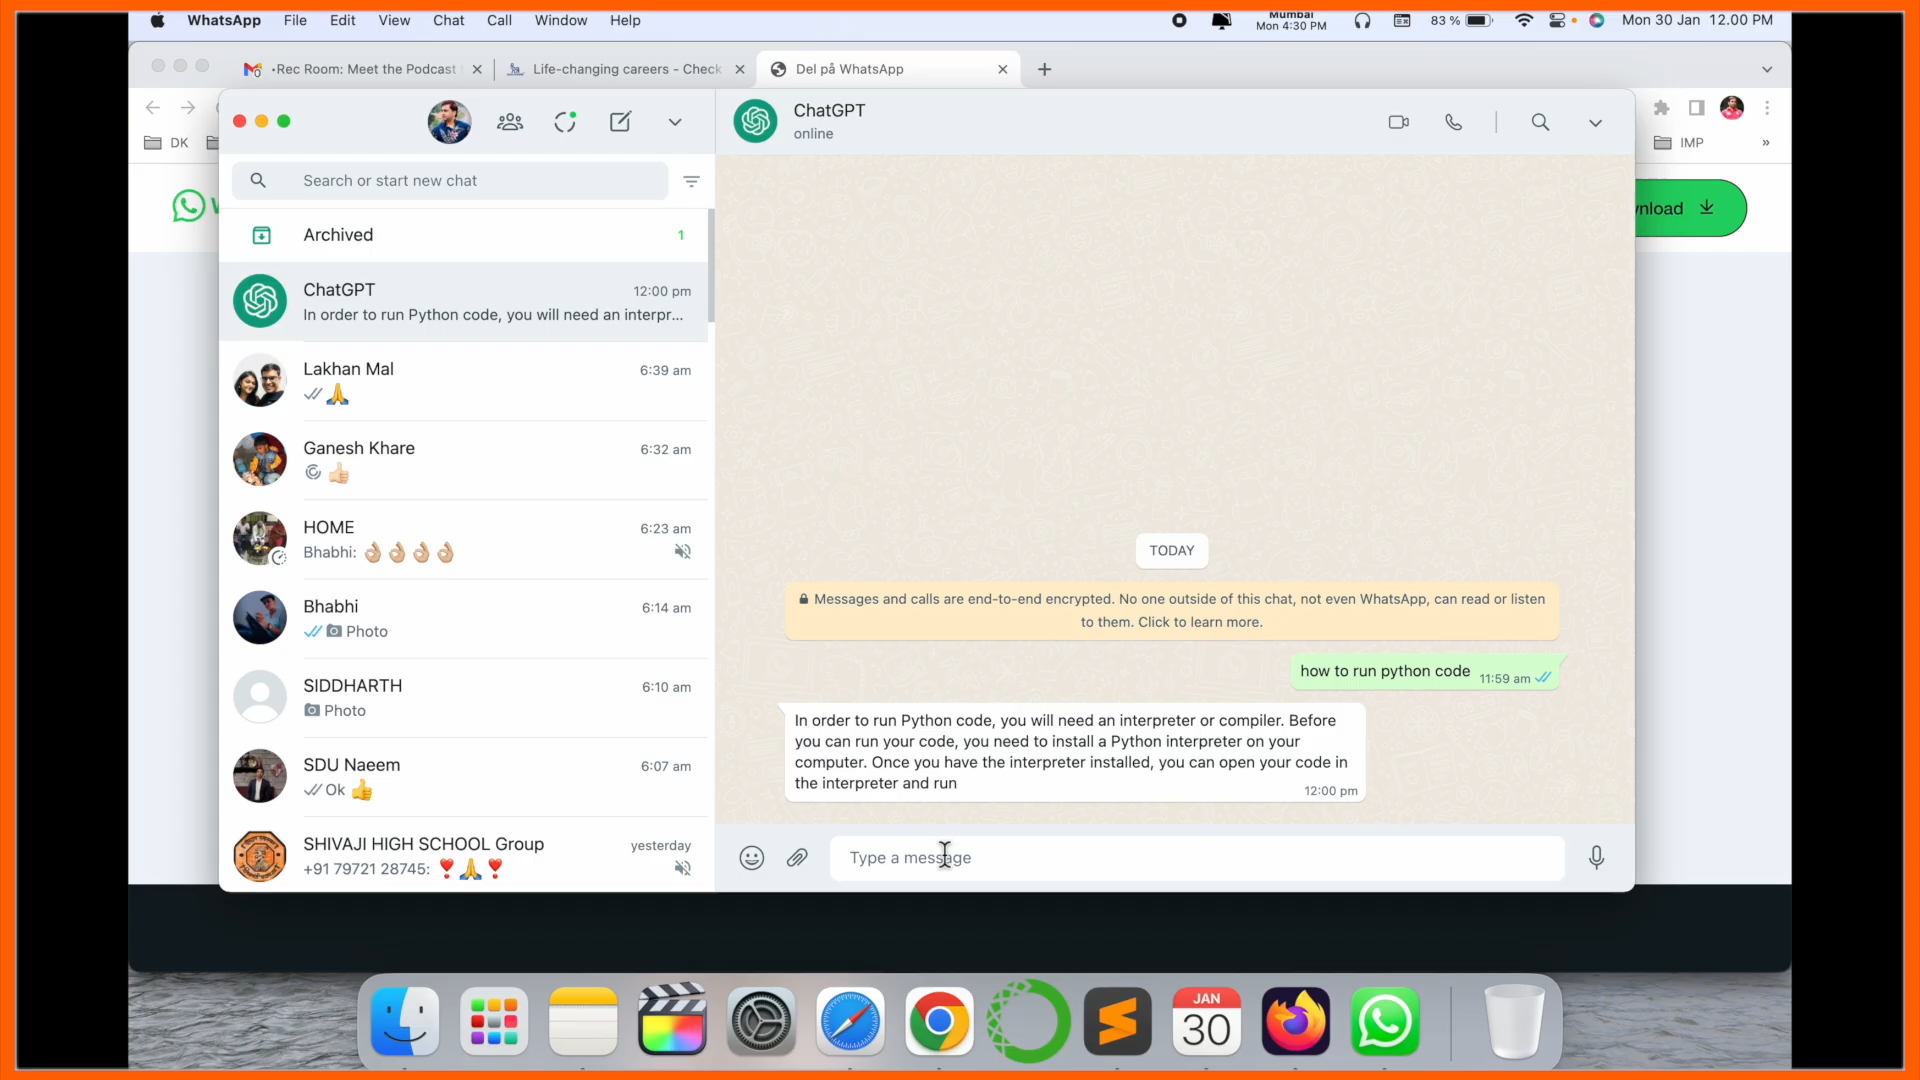 WhatsApp File Edit View Chat Call Window Help
Mumbai
Mon 4:30 PM
83 %
Mon 30 Jan 12.00 PM
•Rec Room: Meet the Podcast
Life-changing careers - Check
Del på WhatsApp
DK
IMP
ChatGPT
online
Search or start new chat
Archived 1
ChatGPT 12:00 pm
In order to run Python code, you will need an interpr...
Lakhan Mal 6:39 am
🙏
Ganesh Khare 6:32 am
👍🏻
HOME 6:23 am
Bhabhi: 👌🏼👌🏼👌🏼👌🏼
Bhabhi 6:14 am
Photo
SIDDHARTH 6:10 am
Photo
SDU Naeem 6:07 am
Ok 👍
SHIVAJI HIGH SCHOOL Group yesterday
+91 79721 28745: ❣️🙏❣️
TODAY
Messages and calls are end-to-end encrypted. No one outside of this chat, not even WhatsApp, can read or listen
to them. Click to learn more.
how to run python code 11:59 am
In order to run Python code, you will need an interpreter or compiler. Before
you can run your code, you need to install a Python interpreter on your
computer. Once you have the interpreter installed, you can open your code in
the interpreter and run
12:00 pm
Type a message
JAN
30